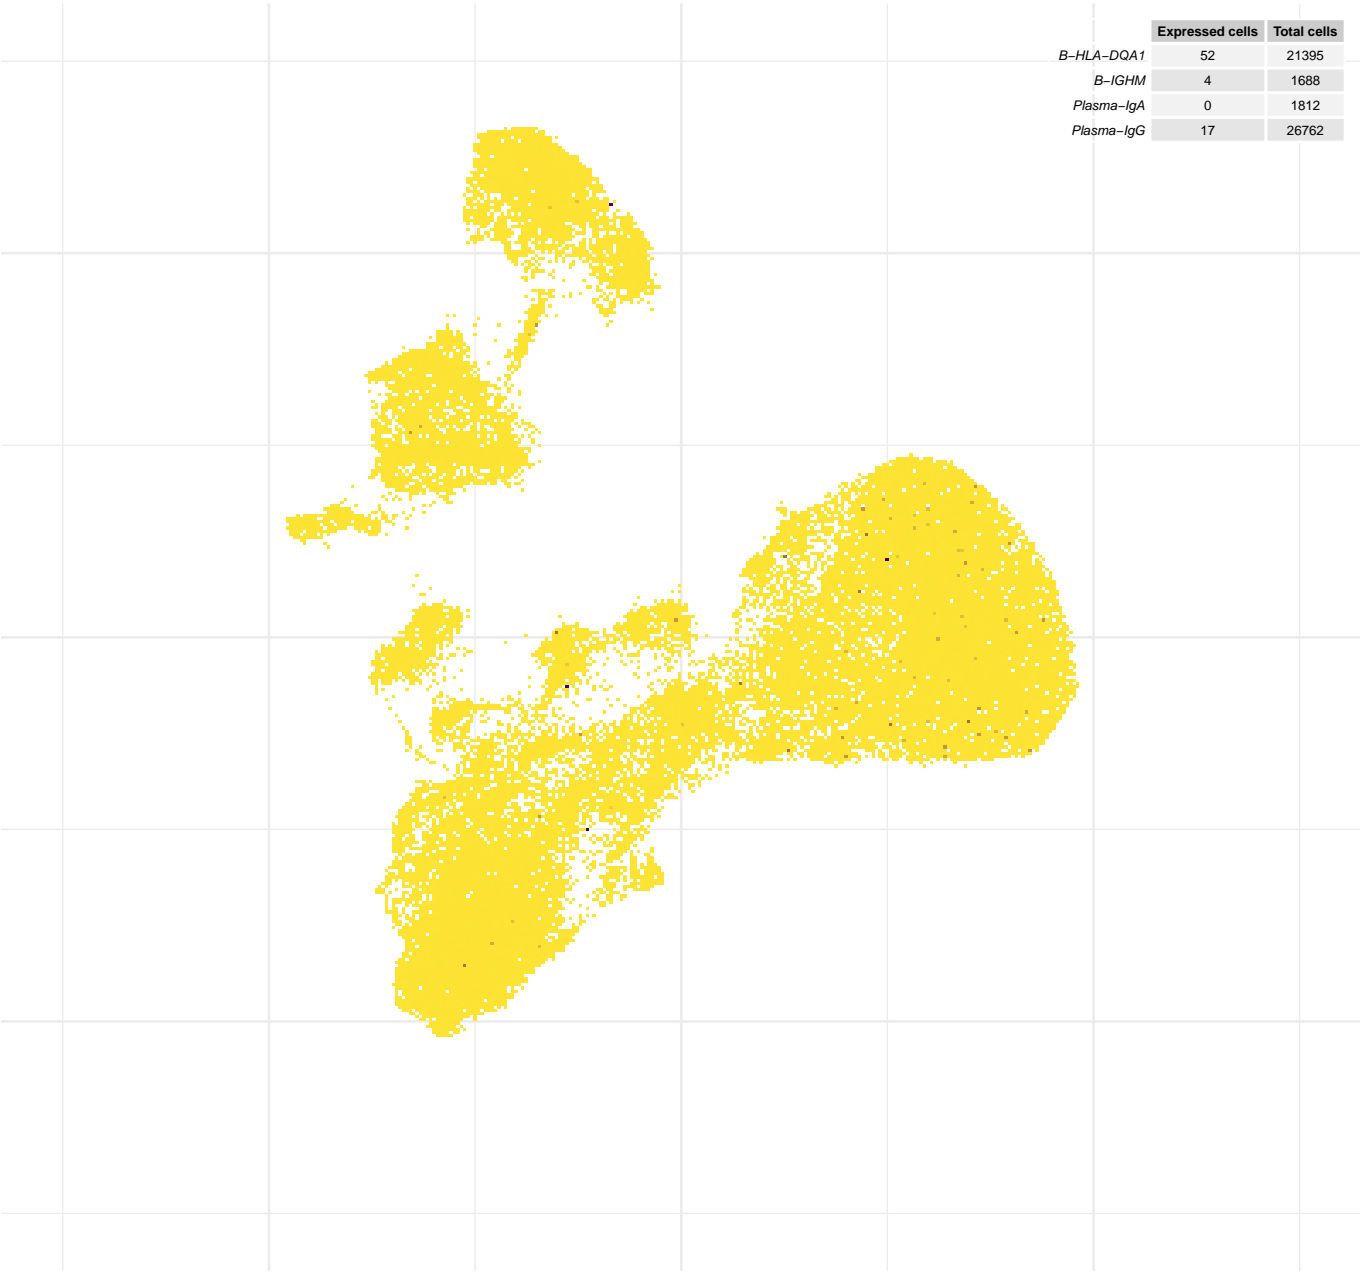 Expressed cells Total cells
B−HLA−DQA1 52 21395
B−IGHM 4 1688
Plasma−IgA 0 1812
Plasma−IgG 17 26762